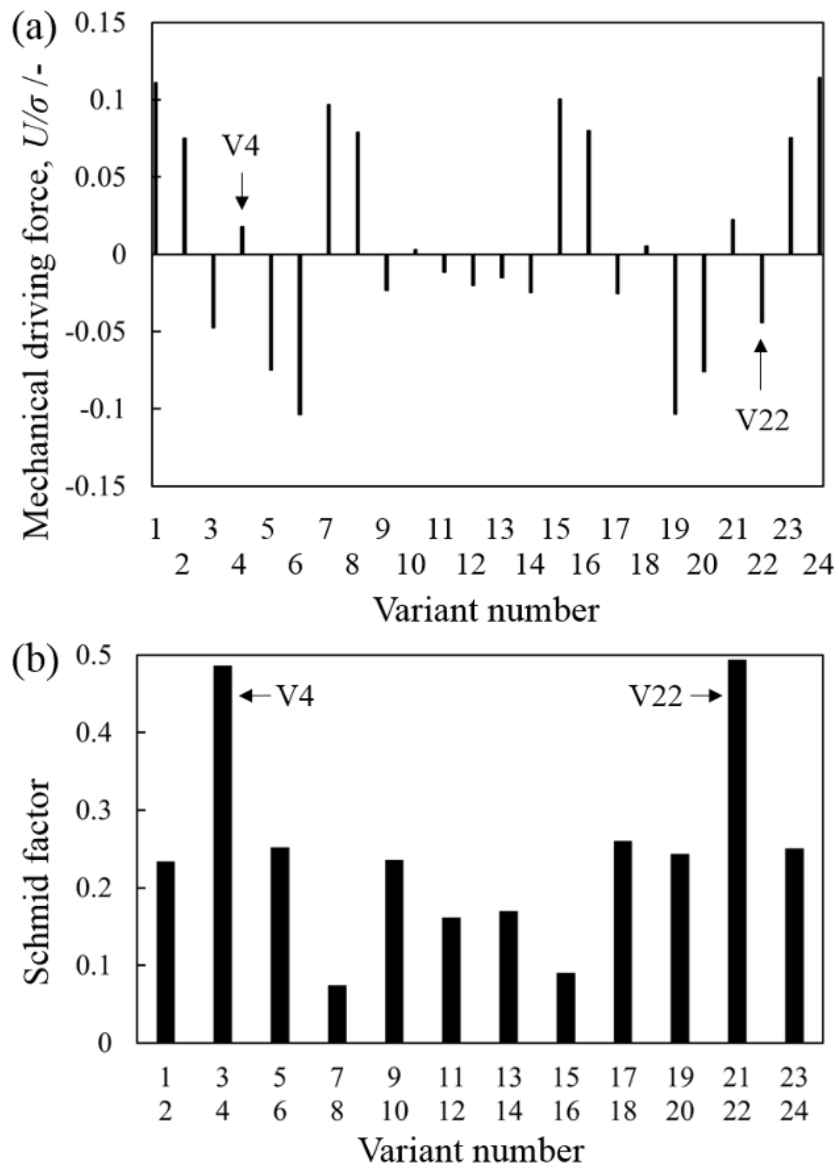 (a)
Mechanical driving force, U/σ /-
0.15
0.1
0.05
0
-0.05
-0.1
-0.15
V4
V22
1 3 5 7 9 11 13 15 17 19 21 23
2 4 6 8 10 12 14 16 18 20 22 24
Variant number
(b)
Schmid factor
0.5
0.4
0.3
0.2
0.1
0
V4
V22
1 3 5 7 9 11 13 15 17 19 21 23
2 4 6 8 10 12 14 16 18 20 22 24
Variant number